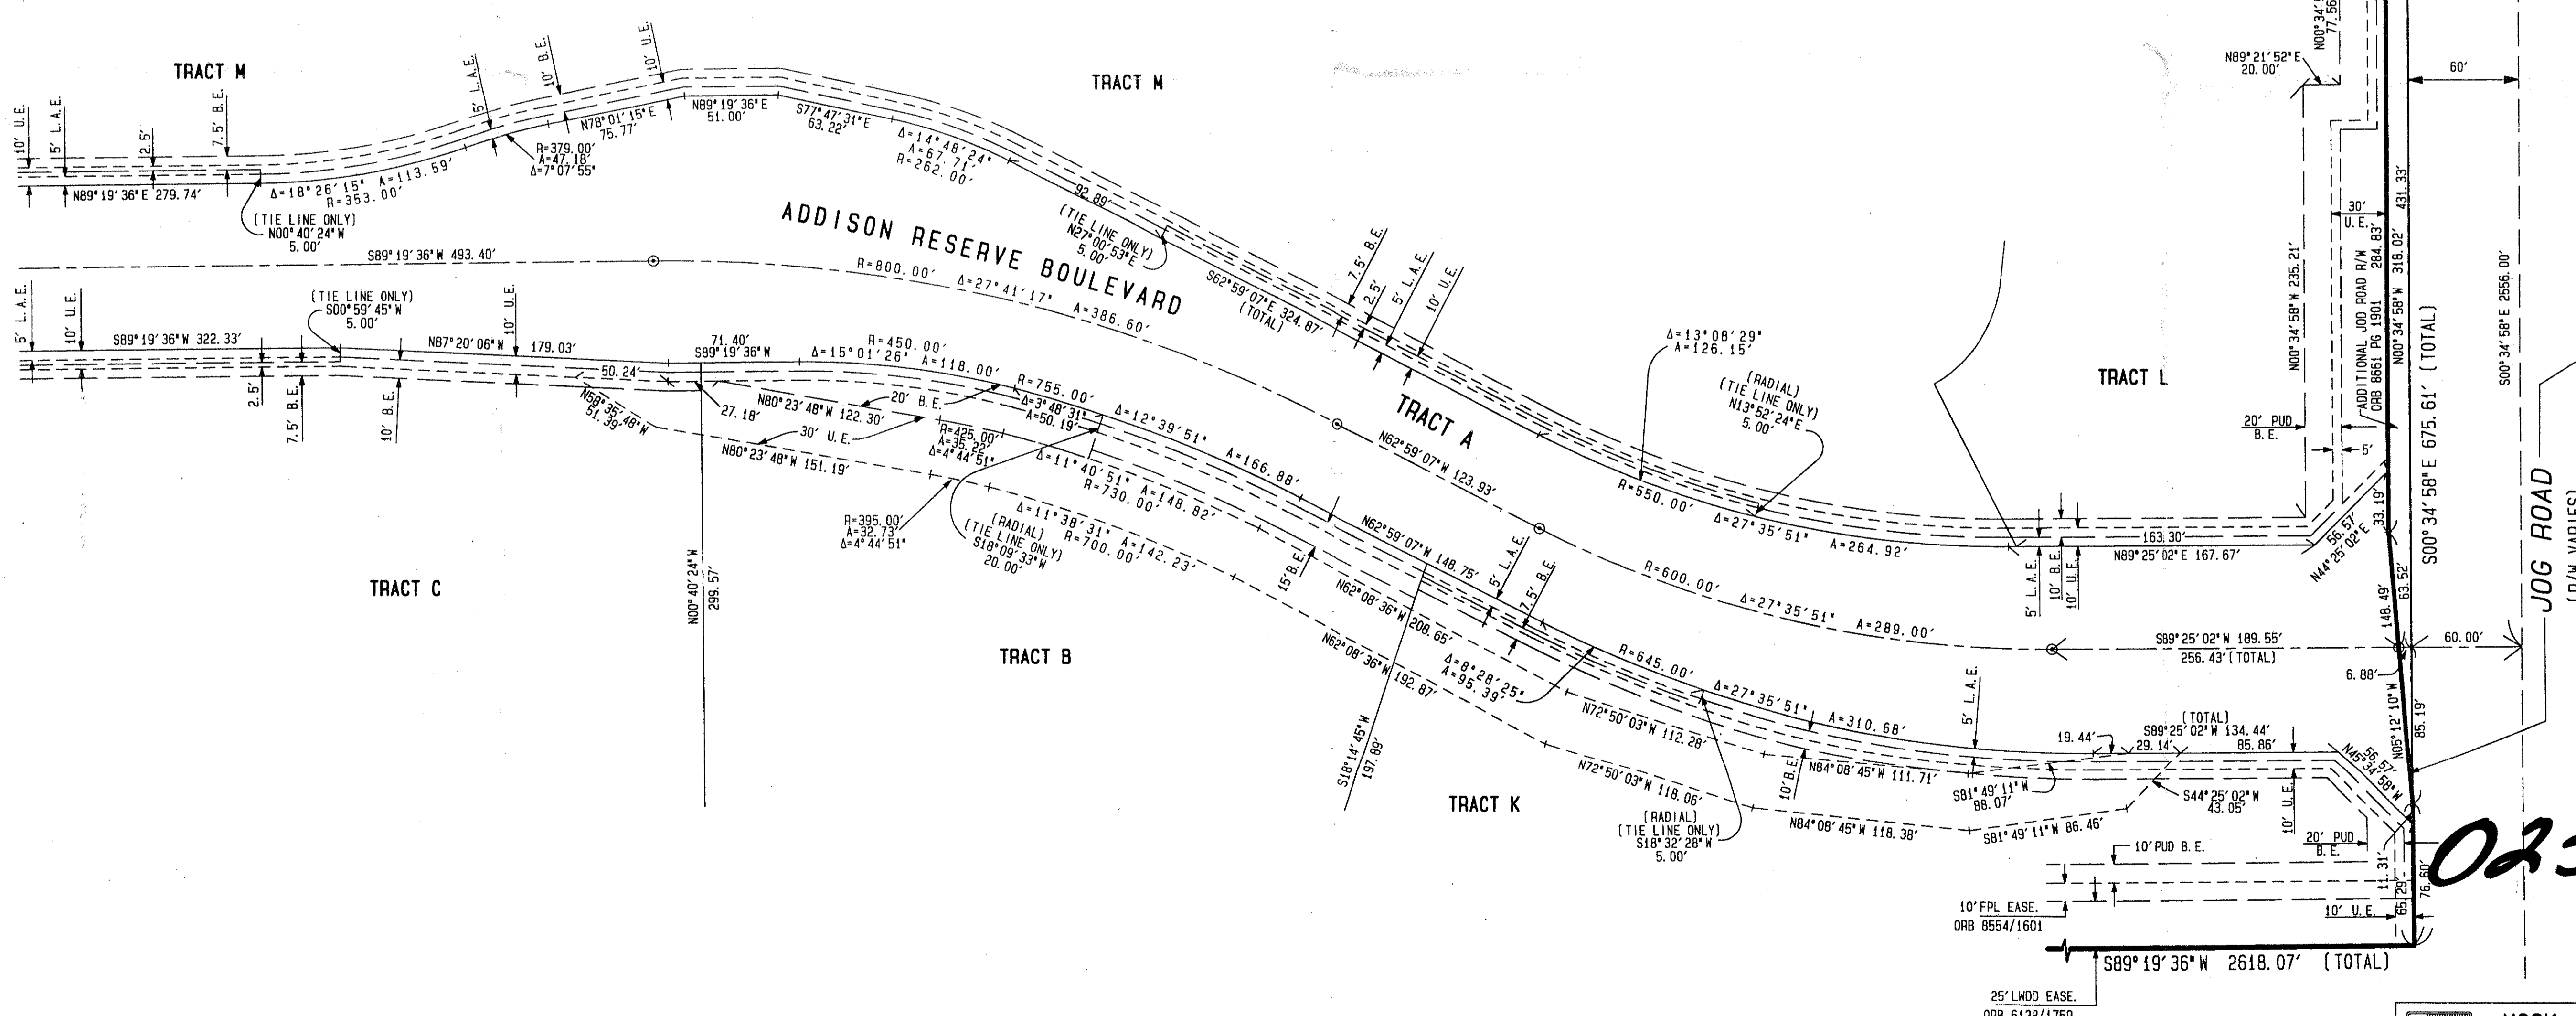 TRACT M
10' U.E.
5' L.A.E.
2.5'
7.5' B.E.
5' L.A.E.
10' B.E.
10' U.E.
N89°19'36"E 279.74'
Δ=18°26'15" A=113.59'
R=353.00'
(TIE LINE ONLY)
N00°40'24"W
5.00'
R=379.00'
A=47.18'
Δ=7°07'55"
N78°01'15"E
75.77'
N89°19'36"E
51.00'
S77°47'31"E
63.22'
Δ=14°48'24"
A=67.71'
R=262.00'
TRACT M
92.89'
(TIE LINE ONLY)
N27°00'53"E
5.00'
S62°59'07"E 324.87'
(TOTAL)
7.5' B.E.
2.5'
5' L.A.E.
10' U.E.
ADDISON RESERVE BOULEVARD
S89°19'36"W 493.40'
R=800.00' Δ=27°41'17" A=386.60'
5' L.A.E.
10' U.E.
S89°19'36"W 322.33'
(TIE LINE ONLY)
S00°59'45"W
5.00'
2.5'
7.5' B.E.
10' B.E.
N87°20'06"W 179.03'
10' U.E.
50.24'
71.40'
S89°19'36"W
R=450.00'
Δ=15°01'26" A=118.00'
27.18'
N58°35'48"W
51.39'
20' B.E.
N80°23'48"W 122.30'
30' U.E.
N80°23'48"W 151.19'
R=755.00'
Δ=3°48'31"
A=50.19'
Δ=12°39'51" A=166.88'
R=425.00'
A=35.22'
Δ=4°44'51"
Δ=11°40'51" A=148.82'
R=730.00'
R=395.00'
A=32.73'
Δ=4°44'51"
(RADIAL)
(TIE LINE ONLY)
S18°09'33"W
20.00'
Δ=11°38'31" A=142.23'
R=700.00'
N00°40'24"W
299.57'
TRACT C
TRACT B
TRACT A
N62°59'07"W 123.93'
N62°59'07"W 148.75'
15' B.E.
5' L.A.E.
7.5' B.E.
N62°08'36"W 208.65'
N62°08'36"W 192.87'
S18°14'45"W
197.89'
Δ=8°28'25"
A=95.39'
R=645.00' Δ=27°35'51" A=310.68'
R=600.00' Δ=27°35'51" A=289.00'
Δ=13°08'29"
A=126.15'
(RADIAL)
(TIE LINE ONLY)
N13°52'24"E
5.00'
R=550.00' Δ=27°35'51" A=264.92'
N72°50'03"W 112.28'
N72°50'03"W 118.06'
TRACT K
(RADIAL)
(TIE LINE ONLY)
S18°32'28"W
5.00'
10' B.E.
N84°08'45"W 111.71'
N84°08'45"W 118.38'
5' L.A.E.
S81°49'11"W
88.07'
S81°49'11"W 86.46'
19.44'
29.14'
(TOTAL)
S89°25'02"W 134.44'
85.86'
S44°25'02"W
43.05'
10' U.E.
56.57'
N45°34'58"W
20' PUD
B.E.
10' PUD B.E.
10' FPL EASE.
ORB 8554/1601
10' U.E.
11.31'
65.29'
76.60'
S89°19'36"W 2618.07' (TOTAL)
25' LWDD EASE.
TRACT L
5' L.A.E.
10' B.E.
10' U.E.
163.30'
N89°25'02"E 167.67'
56.57'
N44°25'02"E
33.19'
63.52'
148.49'
S89°25'02"W 189.55'
256.43' (TOTAL)
6.88'
60.00'
N05°12'10"W
85.19'
20' PUD
B.E.
5'
N00°34'58"W 235.21'
30'
U.E.
ADDITIONAL JOD ROAD R/W
ORB 8661 PG 1901
284.83'
N00°34'58"W 318.02'
431.33'
N89°21'52"E
20.00'
60'
S00°34'58"E 675.61' (TOTAL)
S00°34'58"E 2556.00'
JOG ROAD
(R/W VARIES)